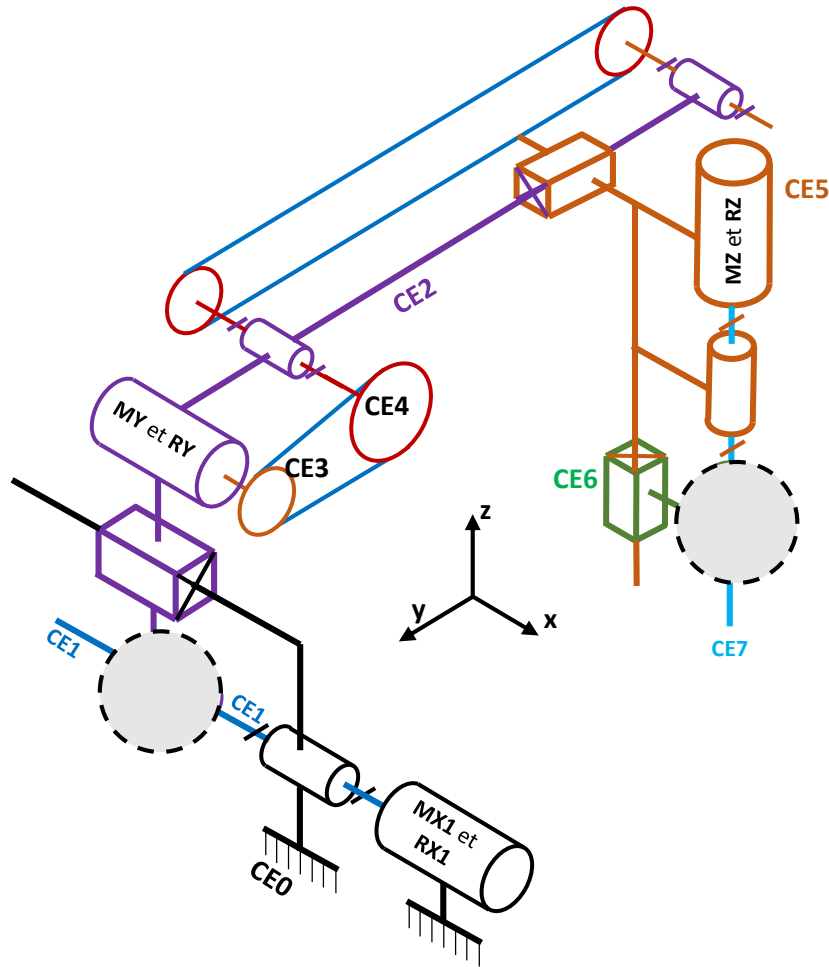 CE5
MZ et RZ
CE2
MY et RY
CE4
CE3
CE6
z
y
x
CE1
CE7
CE1
MX1 et
RX1
CE0